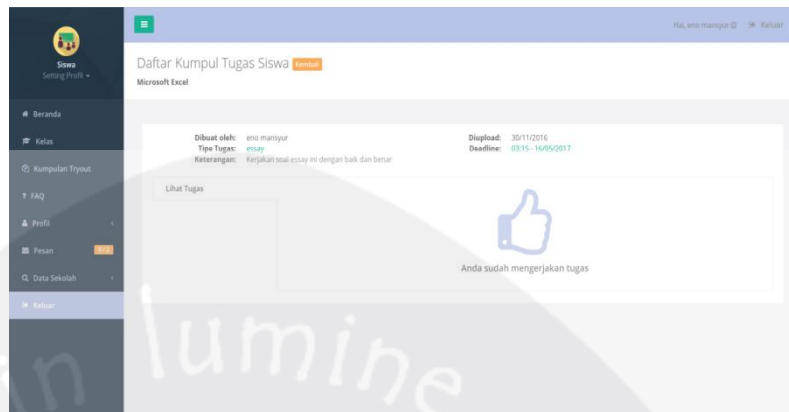 Hai, eno mansyur Keluar
Siswa
Setting Profil
Daftar Kumpul Tugas Siswa Kembali
Microsoft Excel
Beranda
Kelas
Kumpulan Tryout
? FAQ
Profil
Pesan
Data Sekolah
Keluar
Dibuat oleh: eno mansyur
Tipe Tugas: essay
Keterangan: Kerjakan soal essay ini dengan baik dan benar
Diupload: 30/11/2016
Deadline: 03:15 - 16/05/2017
Lihat Tugas
Anda sudah mengerjakan tugas
in lumine